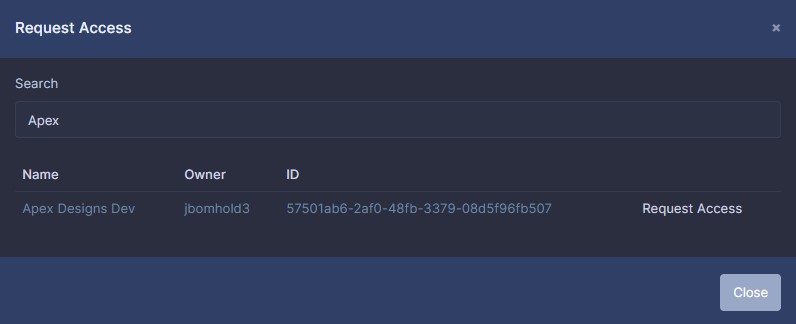 Request Access ×
Search
Apex
Name Owner ID
Apex Designs Dev jbomhold3 57501ab6-2af0-48fb-3379-08d5f96fb507 Request Access
Close